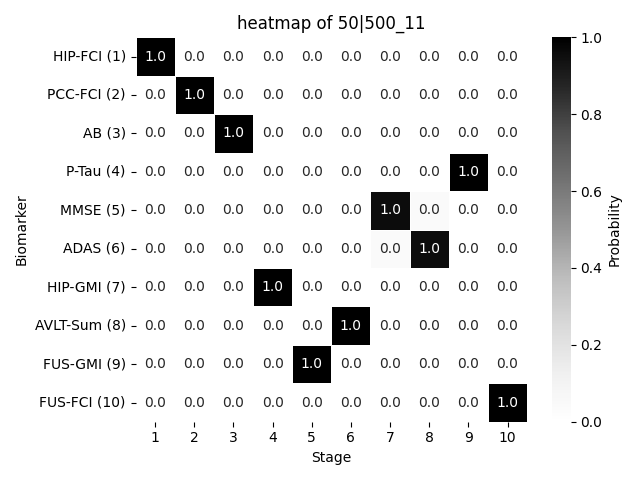 heatmap of 50|500_11
HIP-FCI (1) 1.0 0.0 0.0 0.0 0.0 0.0 0.0 0.0 0.0 0.0
PCC-FCI (2) 0.0 1.0 0.0 0.0 0.0 0.0 0.0 0.0 0.0 0.0
AB (3) 0.0 0.0 1.0 0.0 0.0 0.0 0.0 0.0 0.0 0.0
P-Tau (4) 0.0 0.0 0.0 0.0 0.0 0.0 0.0 0.0 1.0 0.0
MMSE (5) 0.0 0.0 0.0 0.0 0.0 0.0 1.0 0.0 0.0 0.0
ADAS (6) 0.0 0.0 0.0 0.0 0.0 0.0 0.0 1.0 0.0 0.0
HIP-GMI (7) 0.0 0.0 0.0 1.0 0.0 0.0 0.0 0.0 0.0 0.0
AVLT-Sum (8) 0.0 0.0 0.0 0.0 0.0 1.0 0.0 0.0 0.0 0.0
FUS-GMI (9) 0.0 0.0 0.0 0.0 1.0 0.0 0.0 0.0 0.0 0.0
FUS-FCI (10) 0.0 0.0 0.0 0.0 0.0 0.0 0.0 0.0 0.0 1.0
1 2 3 4 5 6 7 8 9 10
Stage
Biomarker
1.0
0.8
0.6
0.4
0.2
0.0
Probability